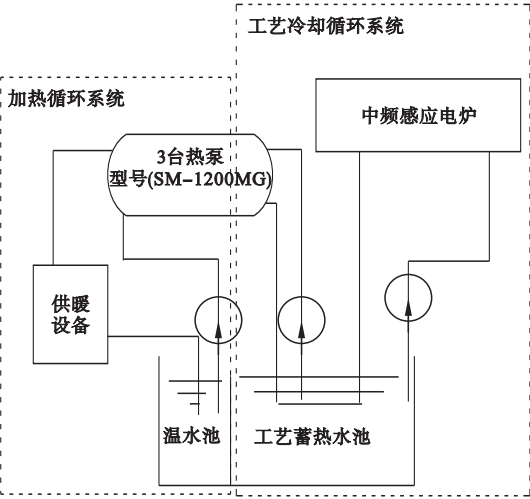 工艺冷却循环系统
加热循环系统
中频感应电炉
3台热泵
型号(SM-1200MG)
供暖
设备
温水池
工艺蓄热水池